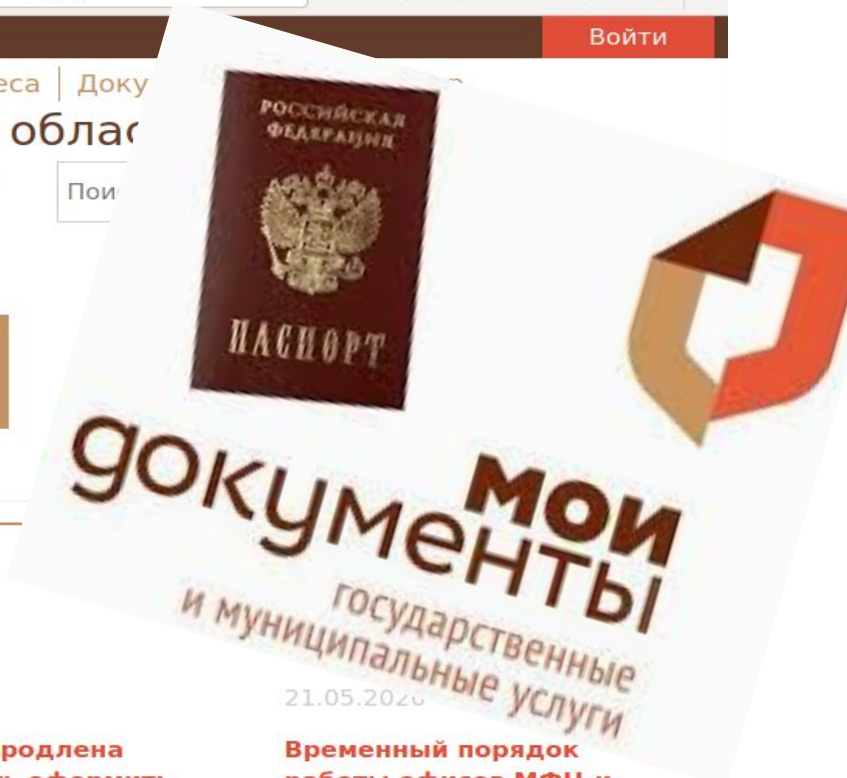 Войти
Доку
облас
Пои
РОССИЙСКАЯ
ФЕДЕРАЦИЯ
ПАСПОРТ
мои
документы
государственные
и муниципальные услуги
21.05.2020
родлена
Временный порядок